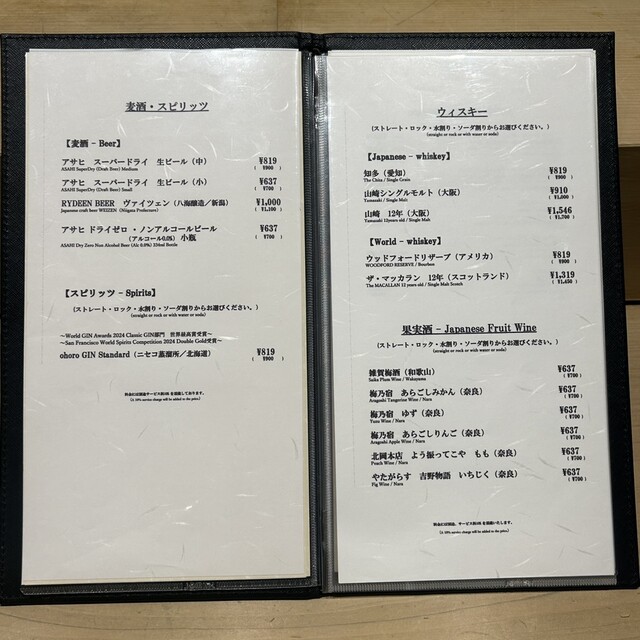 麦酒・スピリッツ
【麦酒 - Beer】
アサヒ　スーパードライ　生ビール（中） ¥819
ASAHI SuperDry (Draft Beer) Medium （ ¥900 ）
アサヒ　スーパードライ　生ビール（小） ¥637
ASAHI SuperDry (Draft Beer) Small （ ¥700 ）
RYDEEN BEER　ヴァイツェン（八海醸造／新潟） ¥1,000
Japanese craft beer WEIZEN　(Niigata Prefecture) （ ¥1,100 ）
アサヒ ドライゼロ ・ノンアルコールビール ¥637
（アルコール0.0%） 小瓶 （ ¥700 ）
ASAHI Dry Zero Non Alcohol Beer (Alc 0.0%) 334ml Bottle
【スピリッツ - Spirits】
（ストレート・ロック・水割り・ソーダ割りからお選びください。）
(straight or rock or with water or soda)
～World GIN Awards 2024 Classic GIN部門　世界最高賞受賞～
～San Francisco World Spirits Competition 2024 Double Gold受賞～
ohoro GIN Standard（ニセコ蒸溜所／北海道） ¥819
（ ¥900 ）
(A 10% service charge will be added to the price.)
ウィスキー
（ストレート・ロック・水割り・ソーダ割りからお選びください。）
(straight or rock or with water or soda)
【Japanese - whiskey】
知多（愛知） ¥819
The Chita / Single Grain （ ¥900 ）
山崎シングルモルト（大阪） ¥910
Yamazaki / Single Malt （ ¥1,000 ）
山崎　12年（大阪） ¥1,546
Yamazaki 12years old / Single Malt （ ¥1,700 ）
【World - whiskey】
ウッドフォードリザーブ（アメリカ） ¥819
WOODFORD RESERVE / Bourbon （ ¥900 ）
ザ・マッカラン　12年（スコットランド） ¥1,319
The MACALLAN 12 years old / Single Malt Scotch （ ¥1,450 ）
果実酒 - Japanese Fruit Wine
（ストレート・ロック・水割り・ソーダ割りからお選びください。）
(straight or rock or with water or soda)
雑賀梅酒（和歌山） ¥637
Saika Plum Wine / Wakayama （ ¥700 ）
梅乃宿　あらごしみかん（奈良） ¥637
Aragoshi Tangerine Wine / Nara （ ¥700 ）
梅乃宿　ゆず（奈良） ¥637
Yuzu Wine / Nara （ ¥700 ）
梅乃宿　あらごしりんご（奈良） ¥637
Aragoshi Apple Wine / Nara （ ¥700 ）
北岡本店　よう振ってこや　もも（奈良） ¥637
Peach Wine / Nara （ ¥700 ）
やたがらす　吉野物語　いちじく（奈良） ¥637
Fig Wine / Nara （ ¥700 ）
(A 10% service charge will be added to the price.)